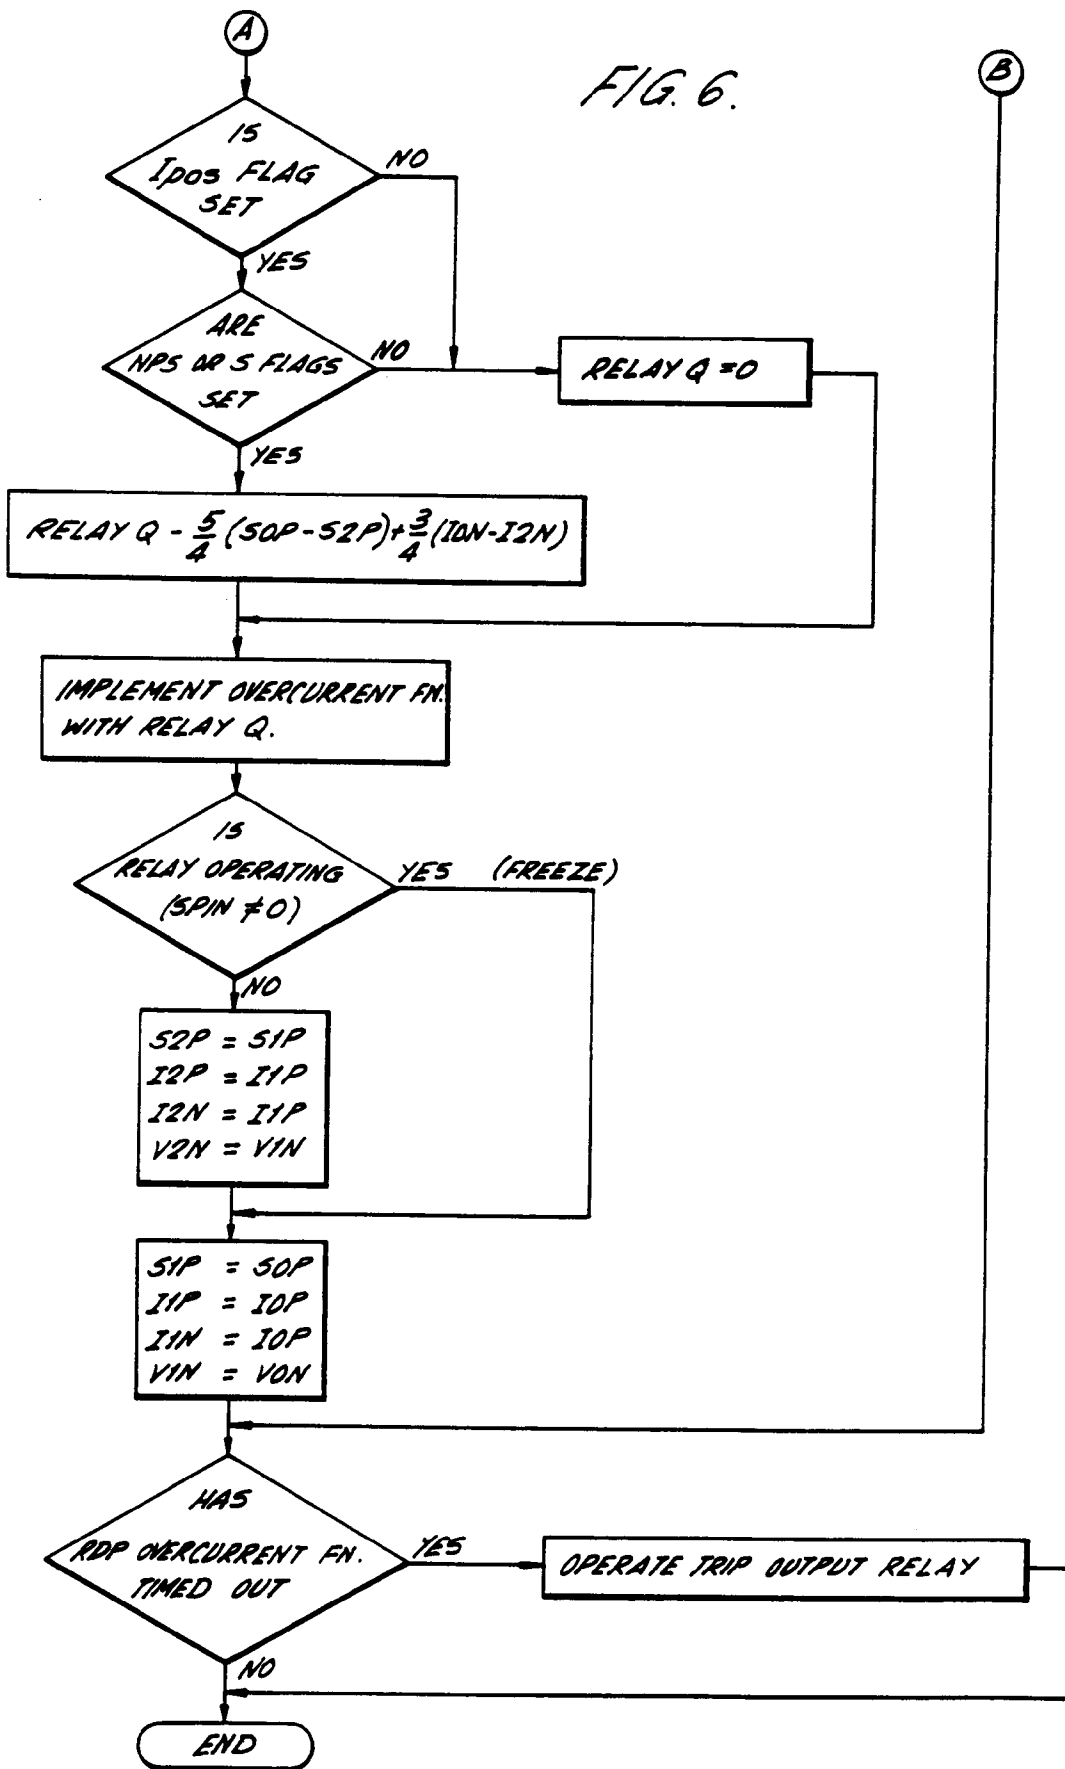 A
FIG. 6.
B
IS
Ipos FLAG
SET
NO
YES
ARE
NPS OR S FLAGS
SET
NO
RELAY Q = 0
YES
RELAY Q - 5/4 (S0P - S2P) + 3/4 (I0N - I2N)
IMPLEMENT OVERCURRENT FN.
WITH RELAY Q.
IS
RELAY OPERATING
(SPIN ≠ 0)
YES (FREEZE)
NO
S2P = S1P
I2P = I1P
I2N = I1P
V2N = V1N
S1P = S0P
I1P = I0P
I1N = I0P
V1N = V0N
HAS
RDP OVERCURRENT FN.
TIMED OUT
YES
OPERATE TRIP OUTPUT RELAY
NO
END